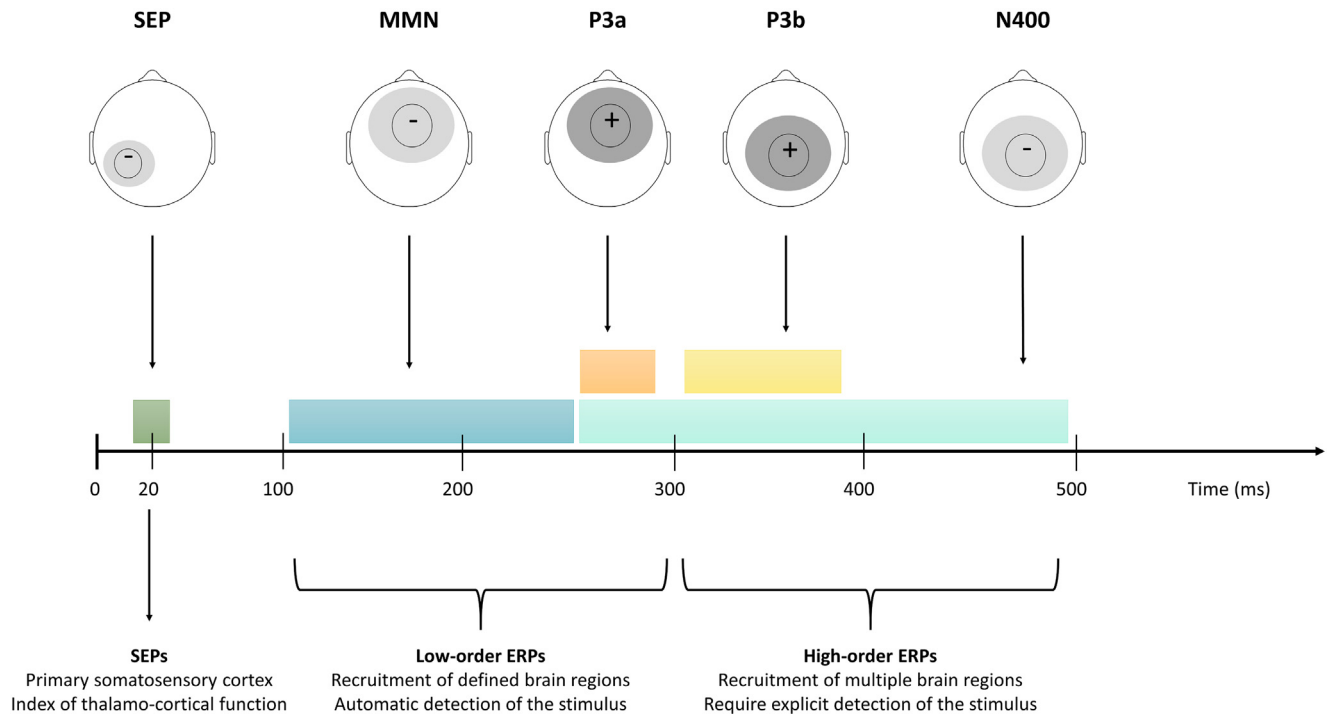 SEP
MMN
P3a
P3b
N400
-
-
+
+
-
0
20
100
200
300
400
500
Time (ms)
SEPs
Primary somatosensory cortex
Index of thalamo-cortical function
Low-order ERPs
Recruitment of defined brain regions
Automatic detection of the stimulus
High-order ERPs
Recruitment of multiple brain regions
Require explicit detection of the stimulus